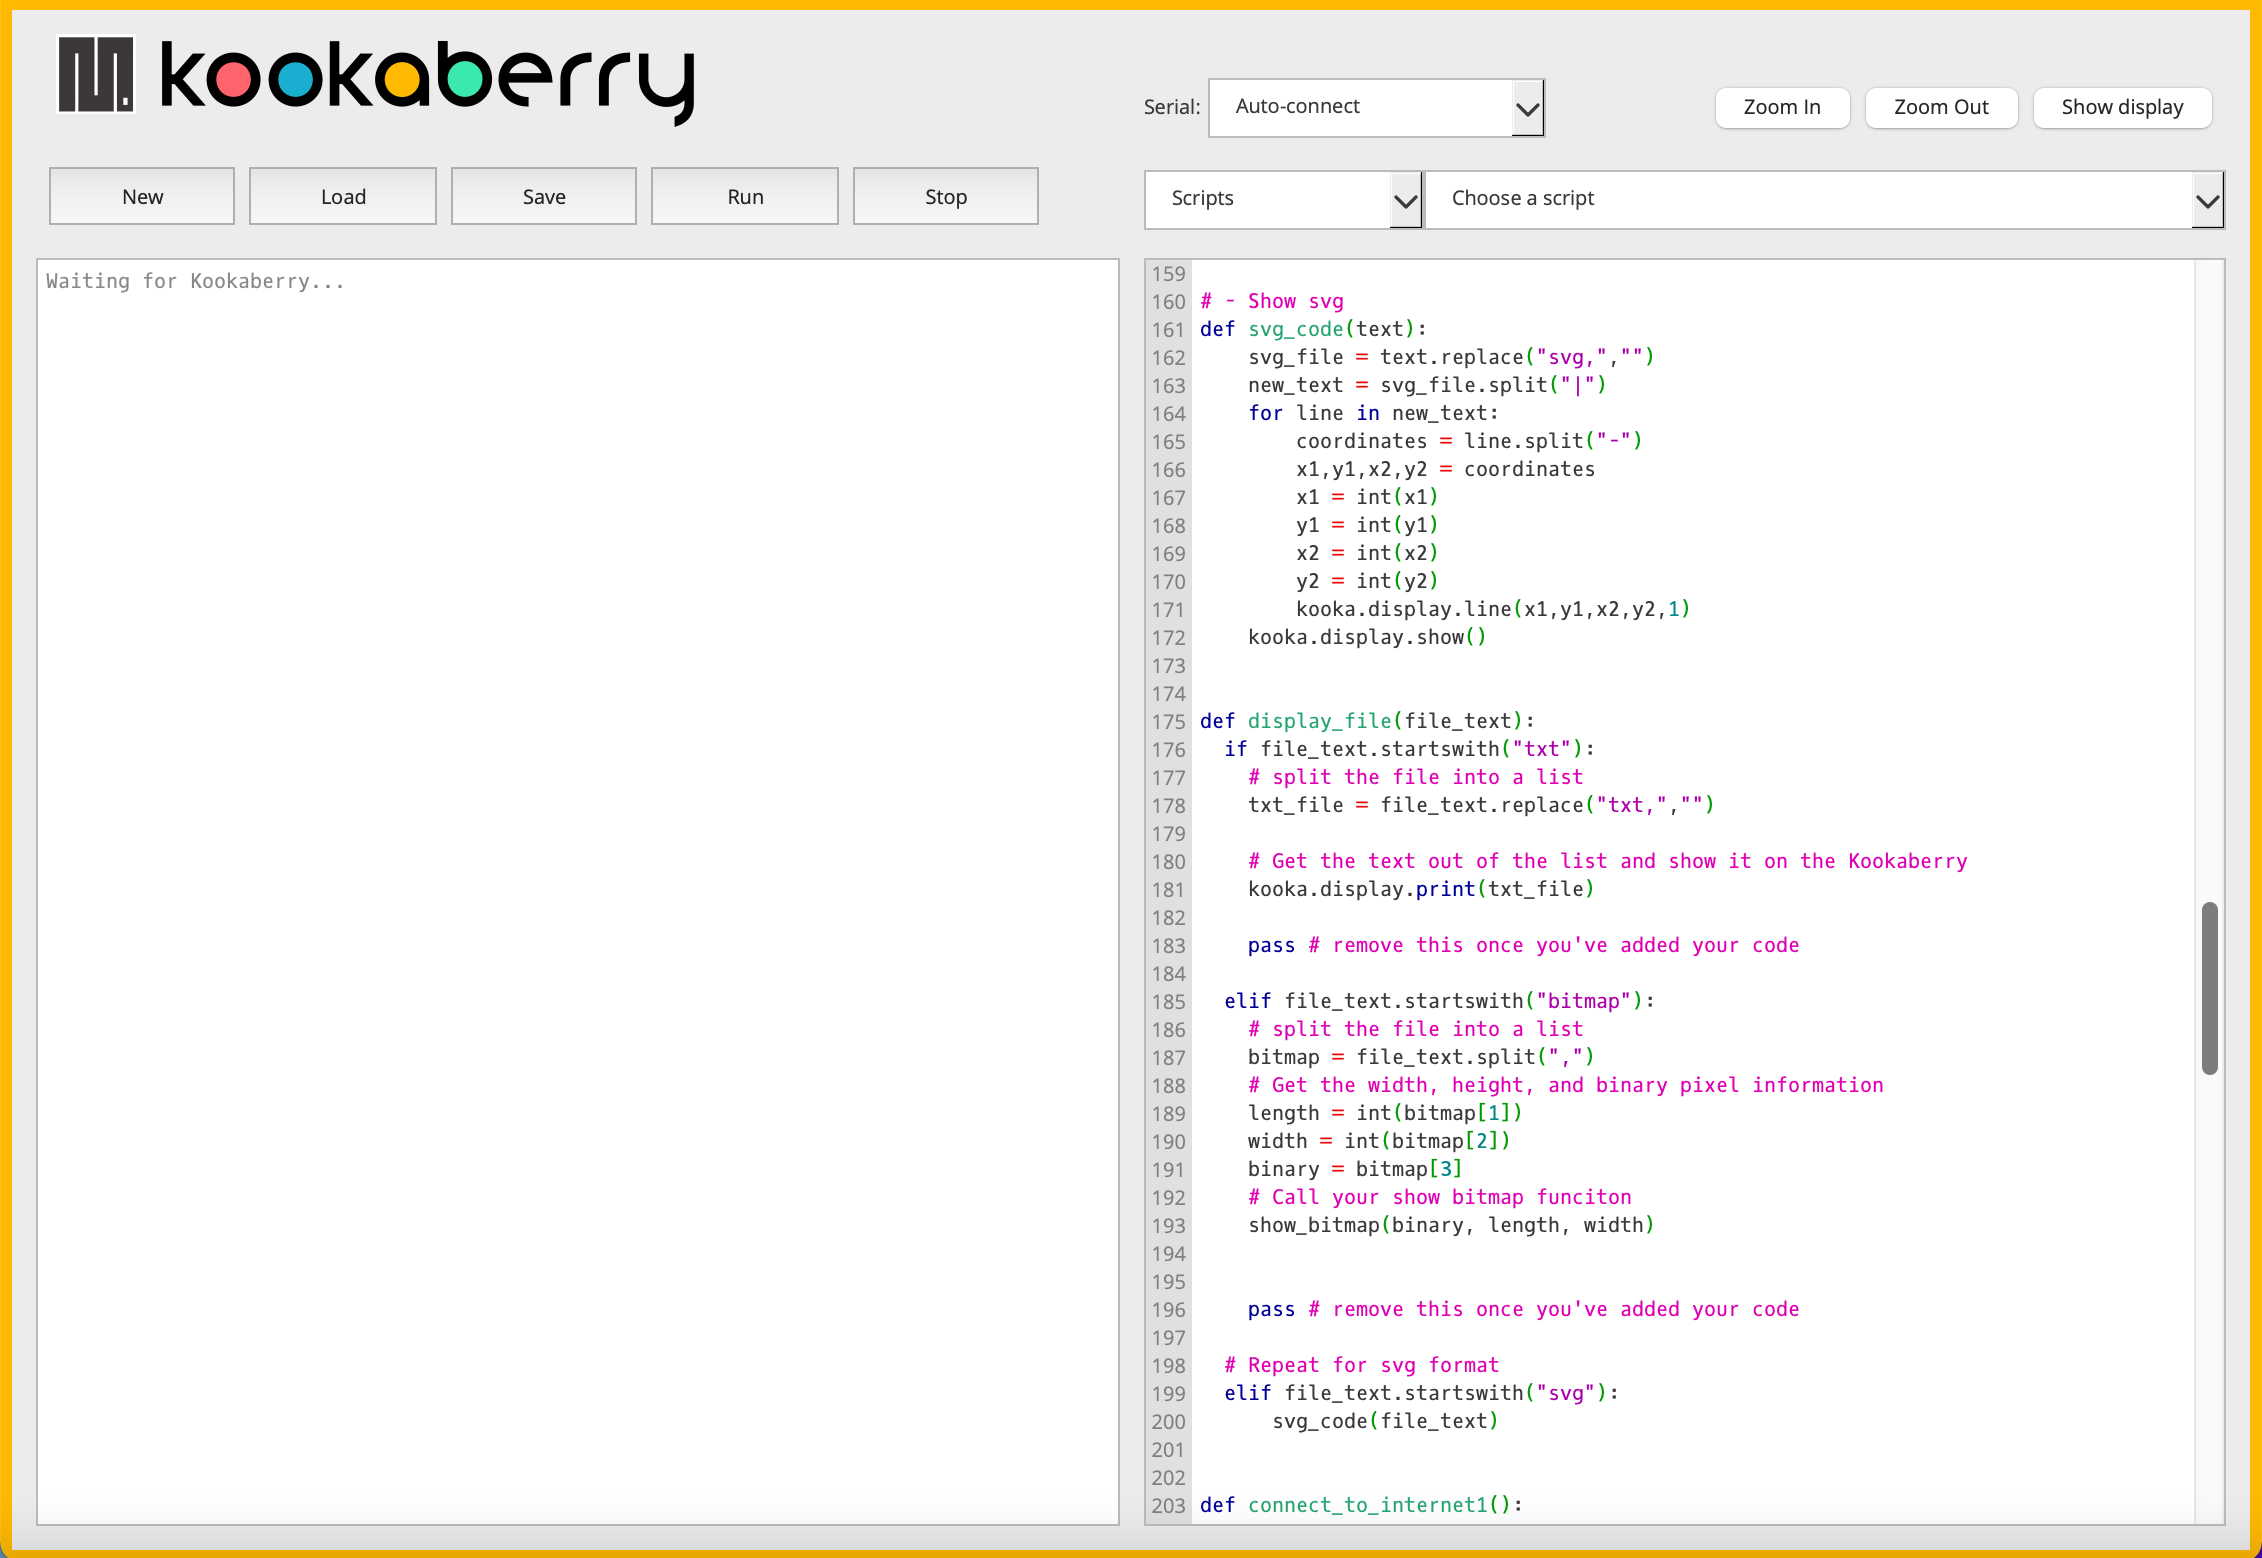 kookaberry
Serial: Auto-connect
Zoom In Zoom Out Show display
New Load Save Run Stop
Scripts Choose a script
Waiting for Kookaberry...
159
160 # - Show svg
161 def svg_code(text):
162     svg_file = text.replace("svg,","")
163     new_text = svg_file.split("|")
164     for line in new_text:
165         coordinates = line.split("-")
166         x1,y1,x2,y2 = coordinates
167         x1 = int(x1)
168         y1 = int(y1)
169         x2 = int(x2)
170         y2 = int(y2)
171         kooka.display.line(x1,y1,x2,y2,1)
172     kooka.display.show()
173
174
175 def display_file(file_text):
176   if file_text.startswith("txt"):
177     # split the file into a list
178     txt_file = file_text.replace("txt,","")
179
180     # Get the text out of the list and show it on the Kookaberry
181     kooka.display.print(txt_file)
182
183     pass # remove this once you've added your code
184
185   elif file_text.startswith("bitmap"):
186     # split the file into a list
187     bitmap = file_text.split(",")
188     # Get the width, height, and binary pixel information
189     length = int(bitmap[1])
190     width = int(bitmap[2])
191     binary = bitmap[3]
192     # Call your show bitmap funciton
193     show_bitmap(binary, length, width)
194
195
196     pass # remove this once you've added your code
197
198   # Repeat for svg format
199   elif file_text.startswith("svg"):
200       svg_code(file_text)
201
202
203 def connect_to_internet1():